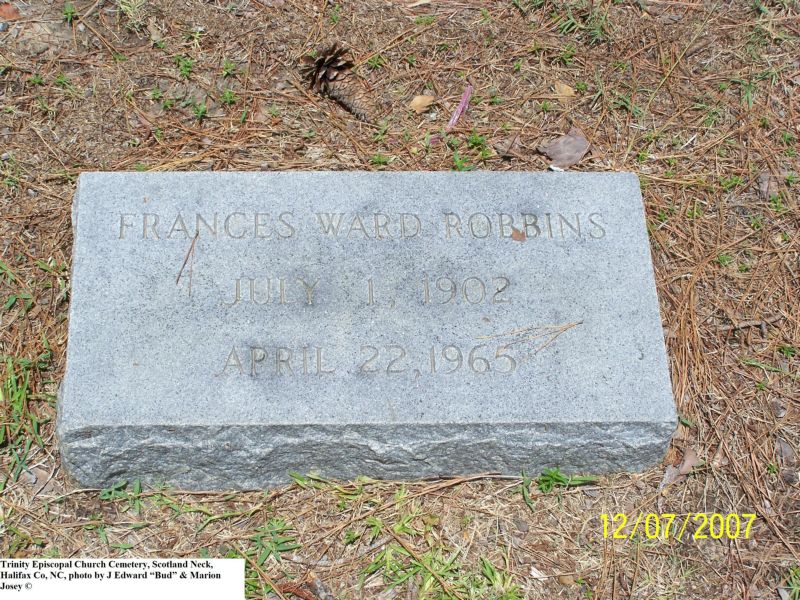 FRANCES WARD ROBBINS
JULY 1, 1902
APRIL 22, 1965
12/07/2007
Trinity Episcopal Church Cemetery, Scotland Neck,
Halifax Co, NC, photo by J Edward “Bud” & Marion
Josey ©